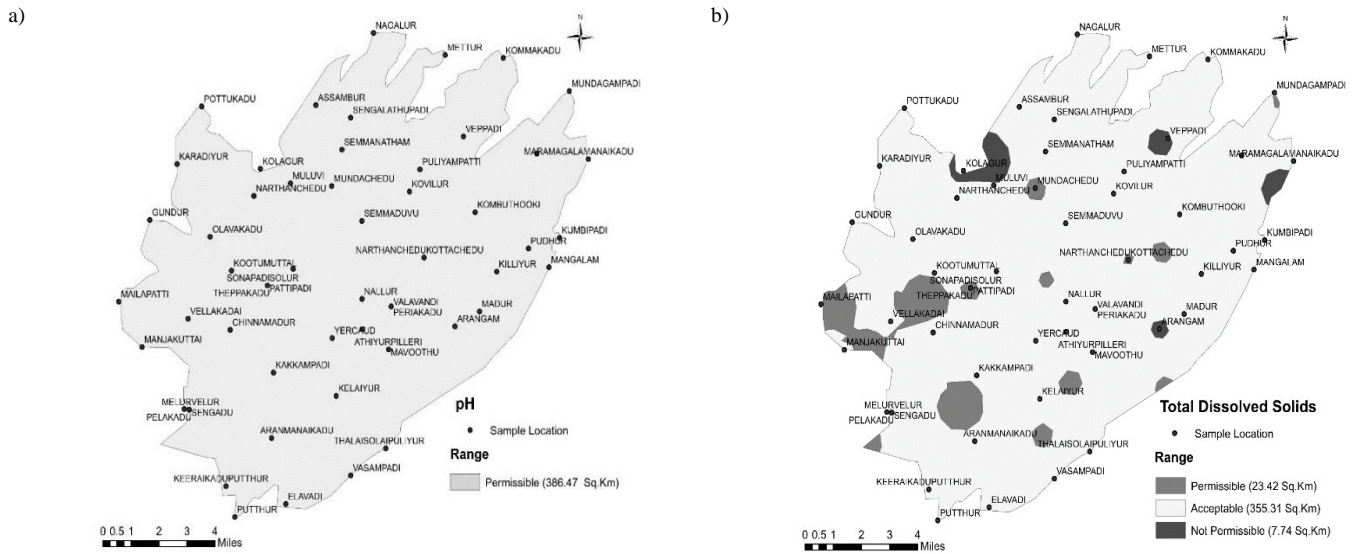 a)
N
NAGALUR
METTUR
KOMMAKADU
MUNDAGAMPADI
POTTUKADU
ASSAMBUR
SENGALATHUPADI
VEPPADI
SEMMANATHAM
MARAMAGALAMANAIKADU
KARADIYUR
KOLAGUR
PULIYAMPATTI
MULUVI
MUNDACHEDU
NARTHANCHEDU
KOVILUR
KOMBUTHOOKI
GUNDUR
SEMMADUVU
OLAVAKADU
KUMBIPADI
PUDHUR
NARTHANCHEDUKOTTACHEDU
MANGALAM
KOOTUMUTTAL
KILLIYUR
SONAPADISOLUR
THEPPAKADU
PATTIPADI
MAILAPATTI
NALLUR
VALAVANDI
PERIAKADU
MADUR
VELLAKADAI
CHINNAMADUR
ARANGAM
YERCAUD
MANJAKUTTAI
ATHIYURPILLERI
MAVOOTHU
KAKKAMPADI
KELAIYUR
MELURVELUR
PELAKADU
SENGADU
ARANMANAIKADU
THALAISOLAIPULIYUR
VASAMPADI
KEERAIKADUPUTTHUR
ELAVADI
PUTTHUR
pH
Sample Location
Range
Permissible (386.47 Sq.Km)
0 0.5 1 2 3 4
Miles
b)
N
NAGALUR
METTUR
KOMMAKADU
MUNDAGAMPADI
POTTUKADU
ASSAMBUR
SENGALATHUPADI
VEPPADI
SEMMANATHAM
MARAMAGALAMANAIKADU
KARADIYUR
KOLAGUR
PULIYAMPATTI
MULUVI
MUNDACHEDU
NARTHANCHEDU
KOVILUR
KOMBUTHOOKI
GUNDUR
SEMMADUVU
OLAVAKADU
KUMBIPADI
PUDHUR
NARTHANCHEDUKOTTACHEDU
MANGALAM
KOOTUMUTTAL
KILLIYUR
SONAPADISOLUR
THEPPAKADU
PATTIPADI
MAILAPATTI
NALLUR
VALAVANDI
PERIAKADU
MADUR
VELLAKADAI
CHINNAMADUR
ARANGAM
YERCAUD
MANJAKUTTAI
ATHIYURPILLERI
MAVOOTHU
KAKKAMPADI
KELAIYUR
MELURVELUR
PELAKADU
SENGADU
ARANMANAIKADU
THALAISOLAIPULIYUR
VASAMPADI
KEERAIKADUPUTTHUR
ELAVADI
PUTTHUR
Total Dissolved Solids
Sample Location
Range
Permissible (23.42 Sq.Km)
Acceptable (355.31 Sq.Km)
Not Permissible (7.74 Sq.Km)
0 0.5 1 2 3 4
Miles